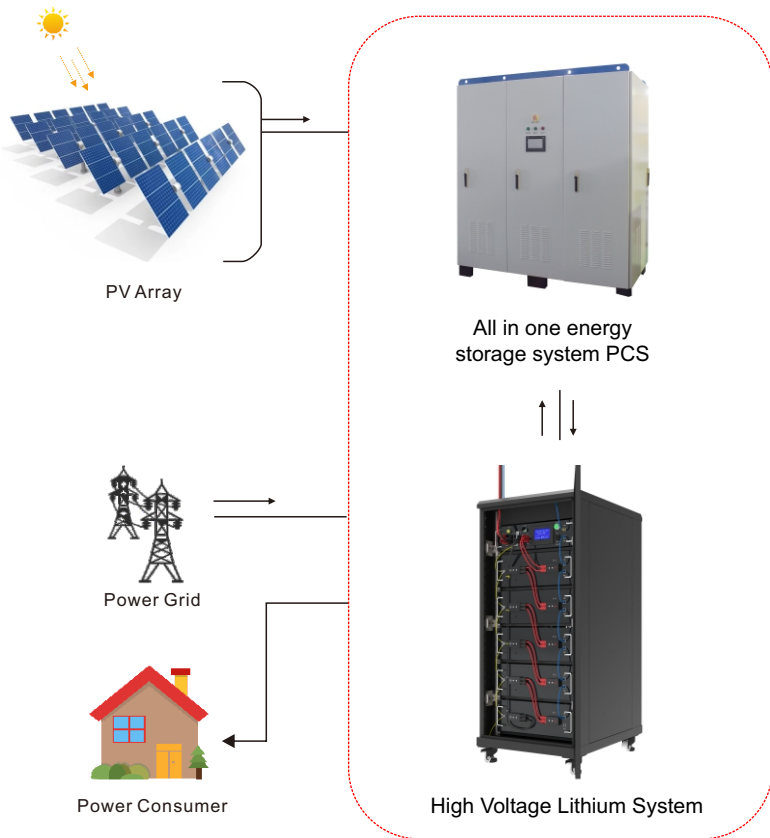 PV Array
All in one energy
storage system PCS
Power Grid
Power Consumer
High Voltage Lithium System